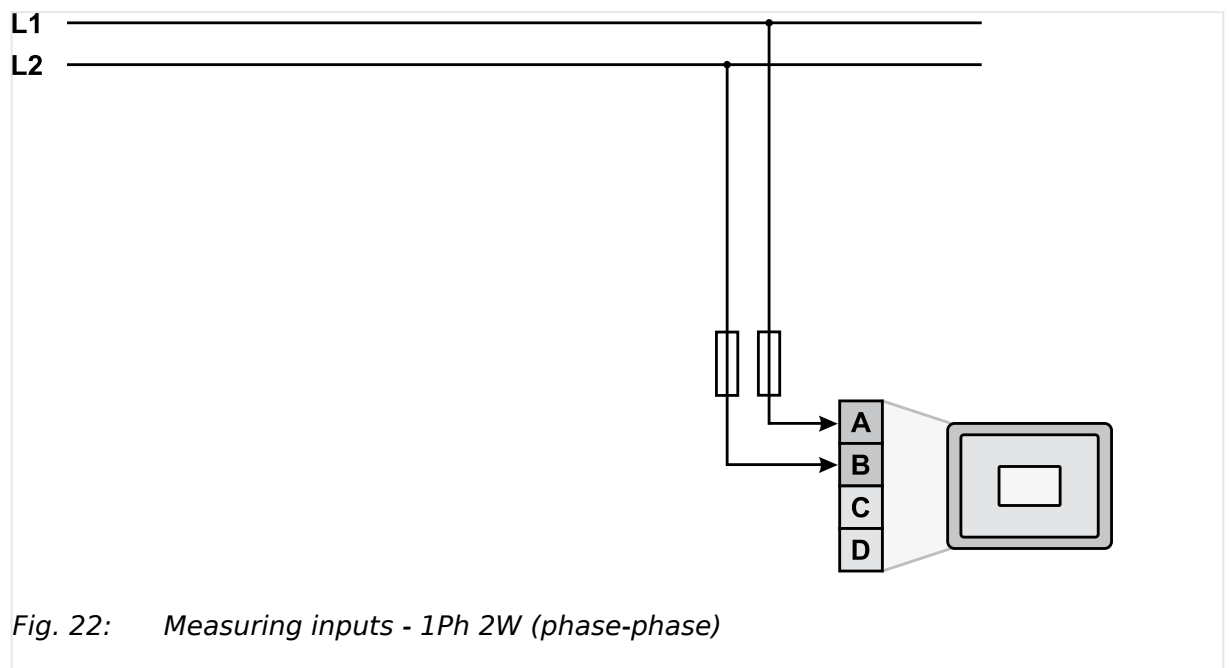 L1
L2
A
B
C
D
Fig. 22: Measuring inputs - 1Ph 2W (phase-phase)